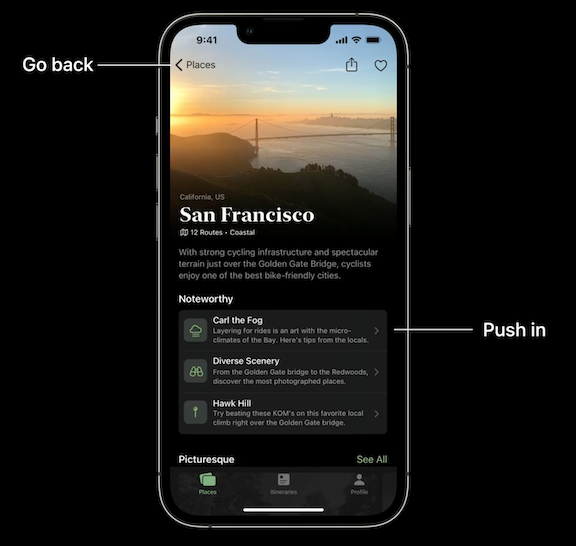 9:41
Go back
Places
California, US
San Francisco
12 Routes • Coastal
With strong cycling infrastructure and spectacular
terrain just over the Golden Gate Bridge, cyclists
enjoy one of the best bike-friendly cities.
Noteworthy
Carl the Fog
Layering for rides is an art with the micro-
climates of the Bay. Here's tips from the locals.
Push in
Diverse Scenery
From the Golden Gate bridge to the Redwoods,
discover the most photographed places.
Hawk Hill
Try beating these KOM's on this favorite local
climb right over the Golden Gate bridge.
Picturesque See All
Places Itineraries Profile